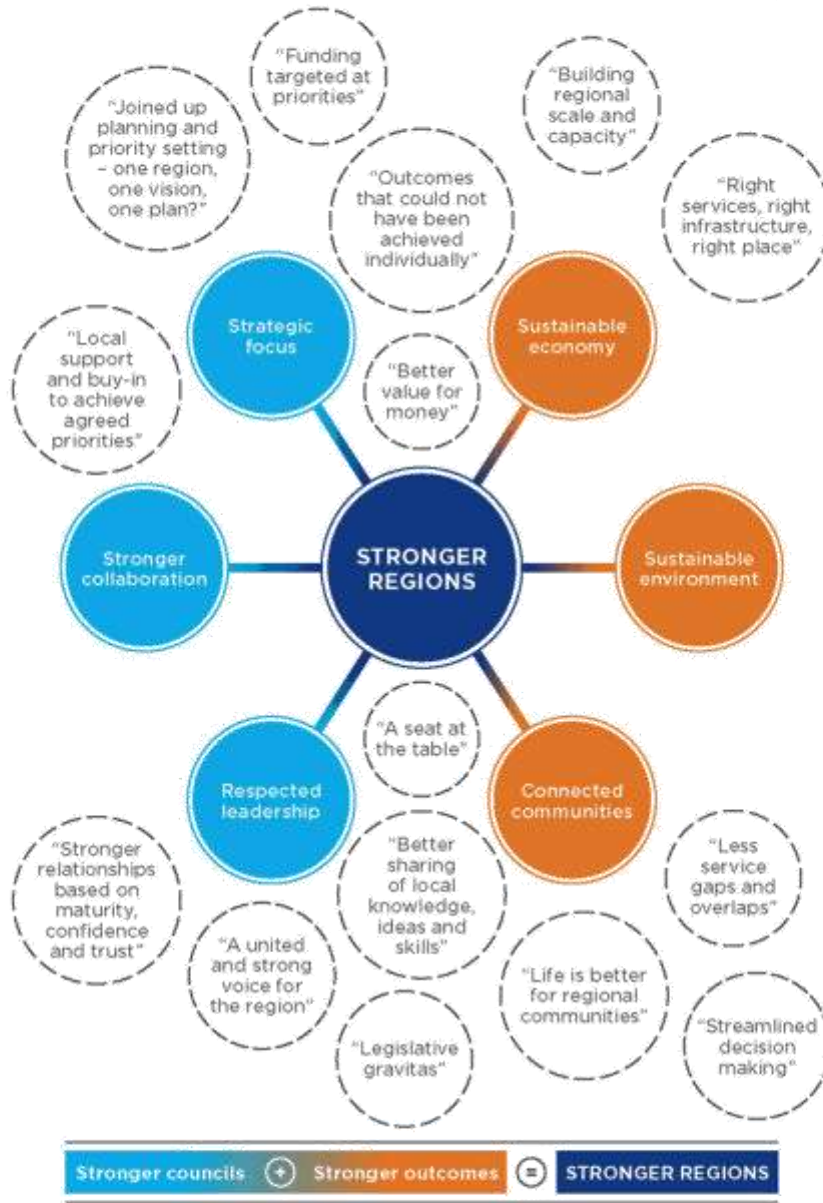 “Funding
targeted at
priorities”
“Building
regional
scale and
capacity”
“Joined up
planning and
priority setting
– one region,
one vision,
one plan?”
“Outcomes
that could not
have been
achieved
individually”
“Right
services, right
infrastructure,
right place”
Strategic
focus
Sustainable
economy
“Local
support
and buy-in
to achieve
agreed
priorities”
“Better
value for
money”
Stronger
collaboration
STRONGER
REGIONS
Sustainable
environment
“A seat at
the table”
Respected
leadership
Connected
communities
“Stronger
relationships
based on
maturity,
confidence
and trust”
“Better
sharing
of local
knowledge,
ideas and
skills”
“Less
service
gaps and
overlaps”
“A united
and strong
voice for
the region”
“Life is better
for regional
communities”
“Legislative
gravitas”
“Streamlined
decision
making”
Stronger councils + Stronger outcomes = STRONGER REGIONS